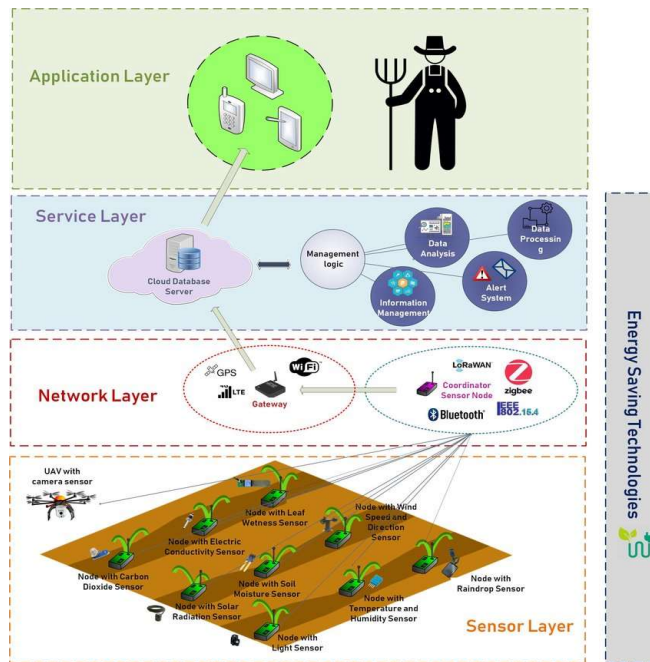 Application Layer
Service Layer
Cloud Database
Server
Management
logic
Data
Analysis
Data
Processin
g
Information
Management
Alert
System
Network Layer
GPS
WiFi
LTE
Gateway
LoRaWAN
Coordinator
Sensor Node
zigbee
Bluetooth
IEEE
802.15.4
UAV with
camera sensor
Node with Leaf
Wetness Sensor
Node with Wind
Speed and
Direction
Sensor
Node with Electric
Conductivity Sensor
Node with Carbon
Dioxide Sensor
Node with Soil
Moisture Sensor
Node with Solar
Radiation Sensor
Node with
Temperature and
Humidity Sensor
Node with
Raindrop Sensor
Node with
Light Sensor
Sensor Layer
Energy Saving Technologies